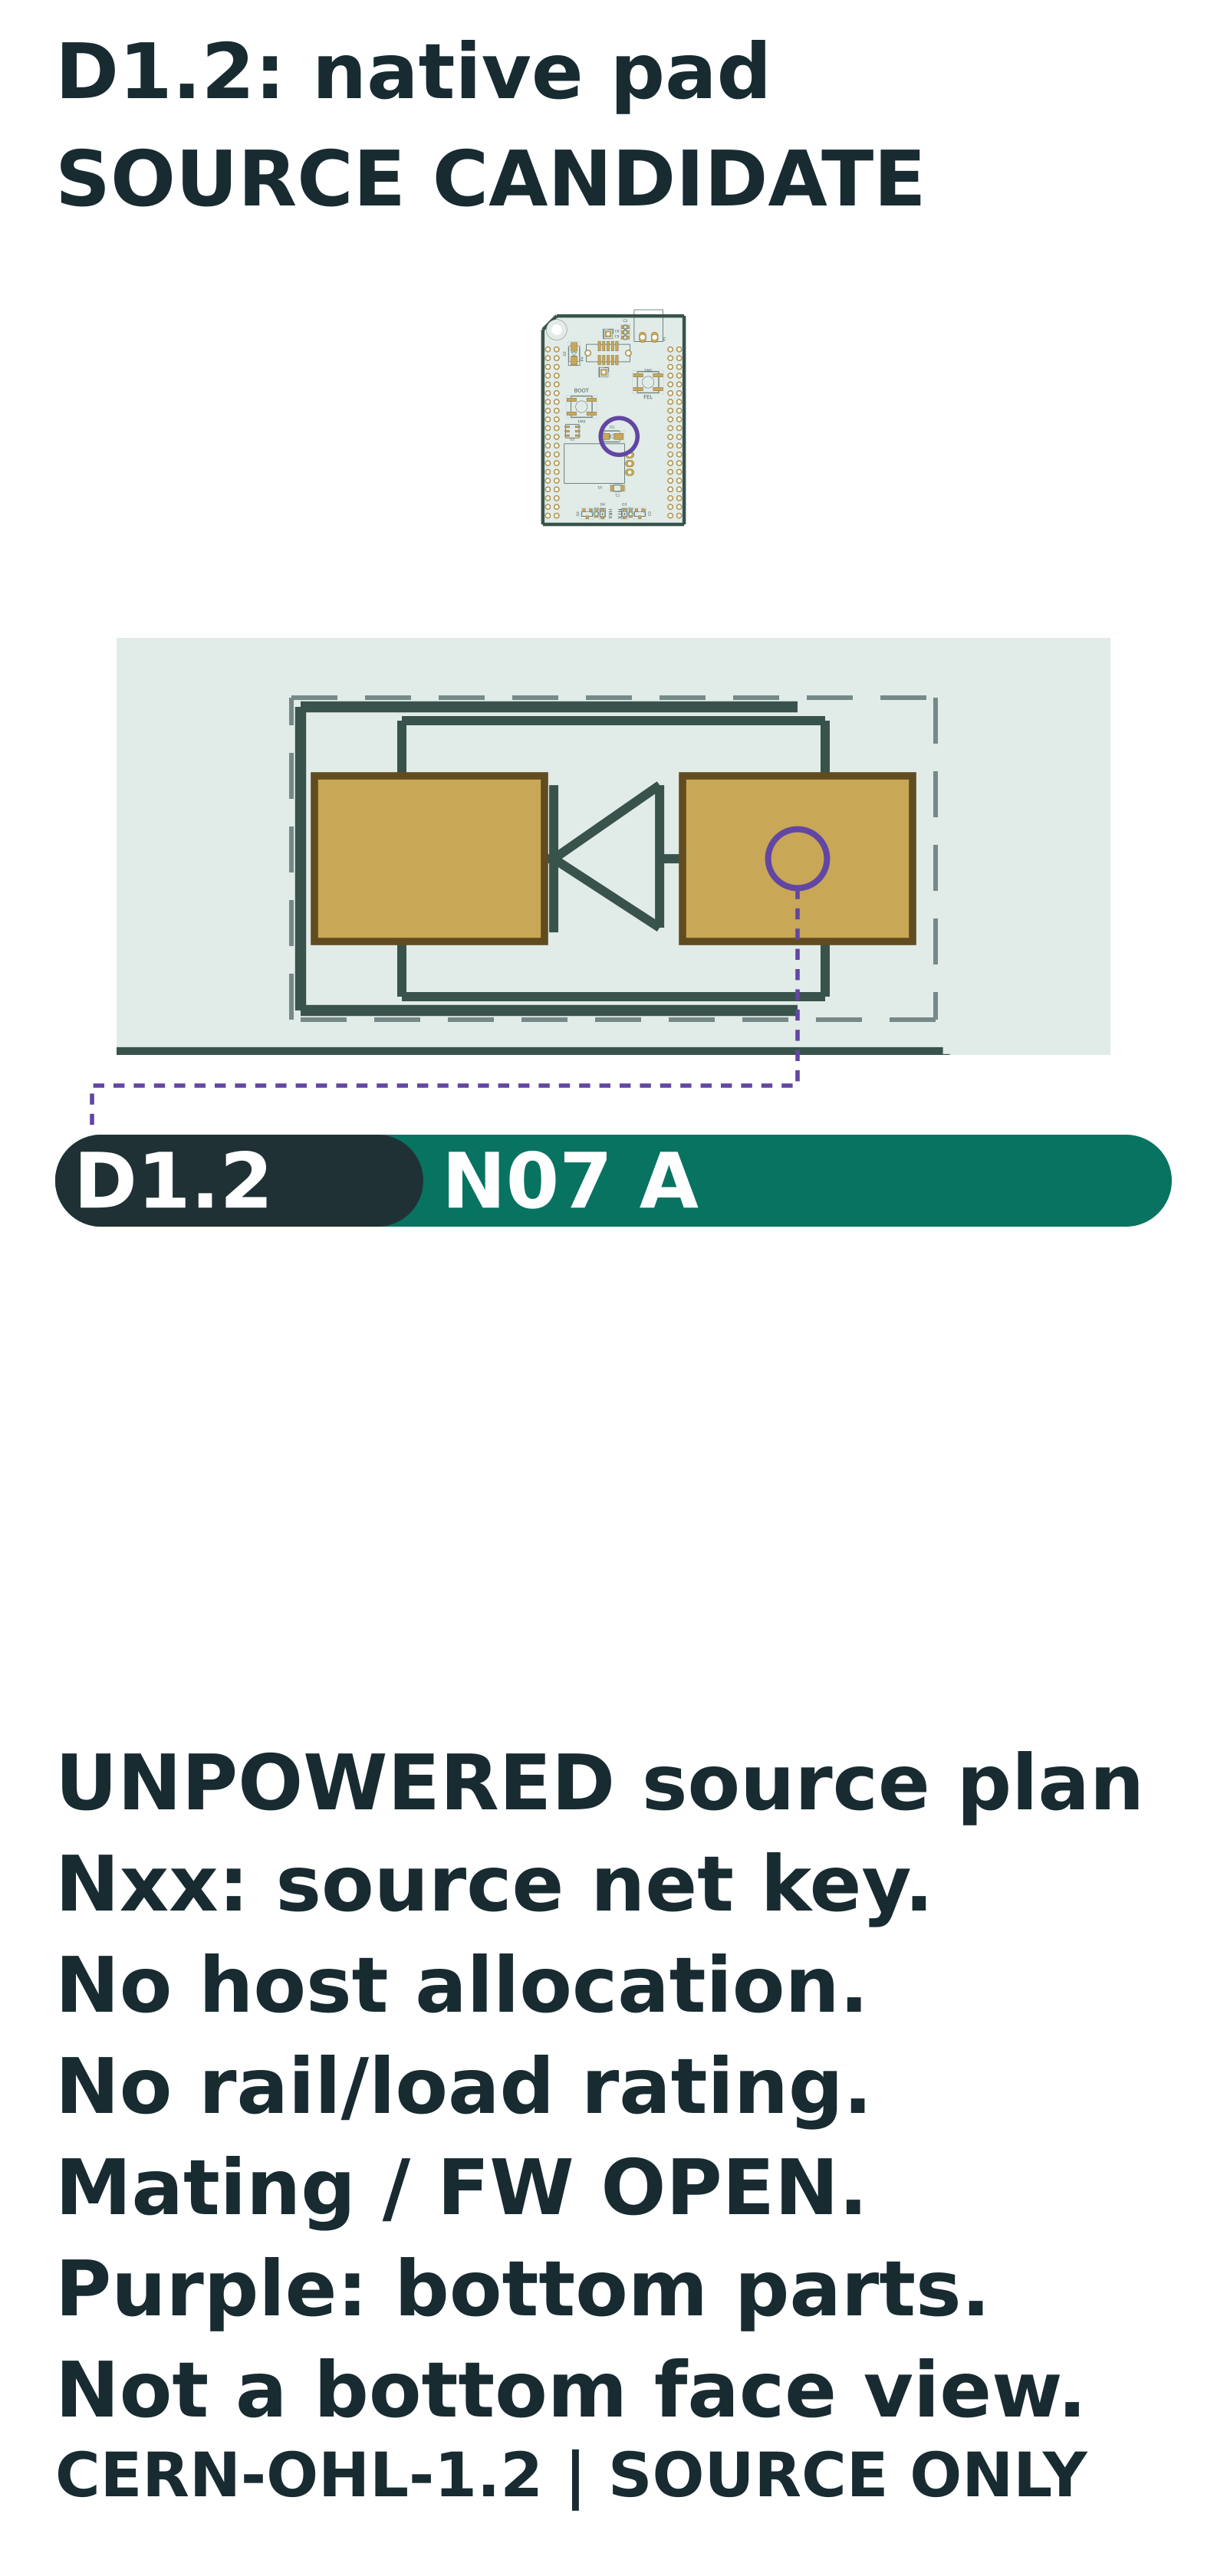 D1.2: native pad
SOURCE CANDIDATE
BOOT
FEL
D1.2 N07 A
UNPOWERED source plan
Nxx: source net key.
No host allocation.
No rail/load rating.
Mating / FW OPEN.
Purple: bottom parts.
Not a bottom face view.
CERN-OHL-1.2 | SOURCE ONLY